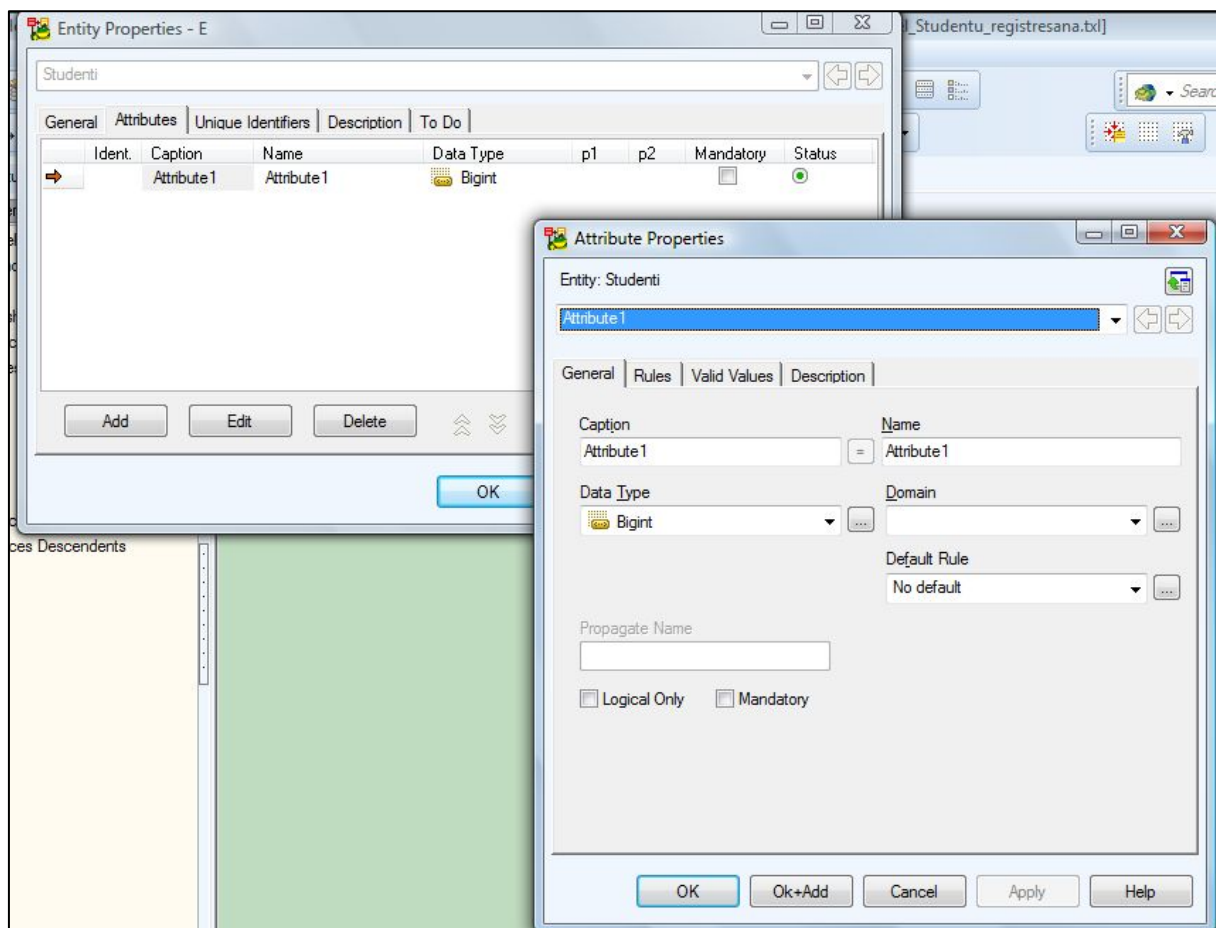 Entity Properties - E
l_Studentu_registresana.txl]
Studenti
Search
General Attributes Unique Identifiers Description To Do
Ident. Caption Name Data Type p1 p2 Mandatory Status
Attribute1 Attribute1 Bigint
Add Edit Delete
OK
ces Descendents
Attribute Properties
Entity: Studenti
Attribute1
General Rules Valid Values Description
Caption Name
Attribute1 = Attribute1
Data Type Domain
Bigint ... ...
Default Rule
No default ...
Propagate Name
Logical Only Mandatory
OK Ok+Add Cancel Apply Help